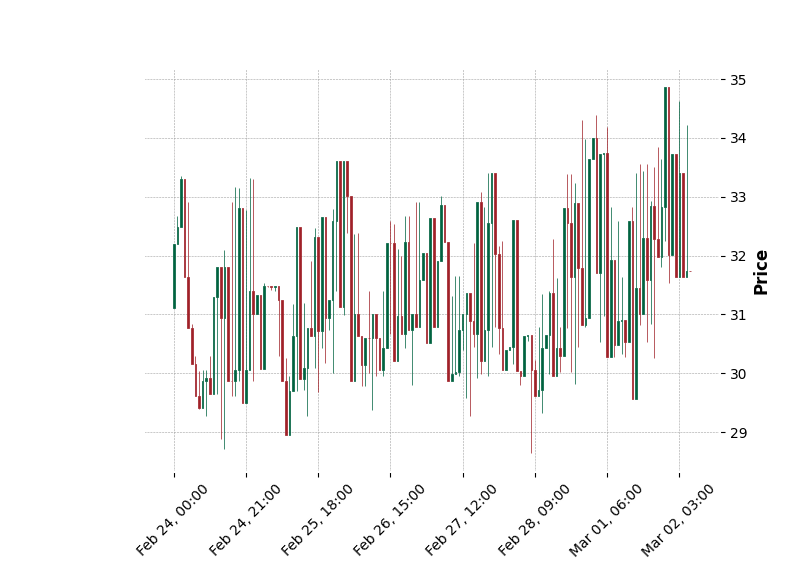 35
34
33
32
31
30
29
Price
Feb 24, 00:00
Feb 24, 21:00
Feb 25, 18:00
Feb 26, 15:00
Feb 27, 12:00
Feb 28, 09:00
Mar 01, 06:00
Mar 02, 03:00